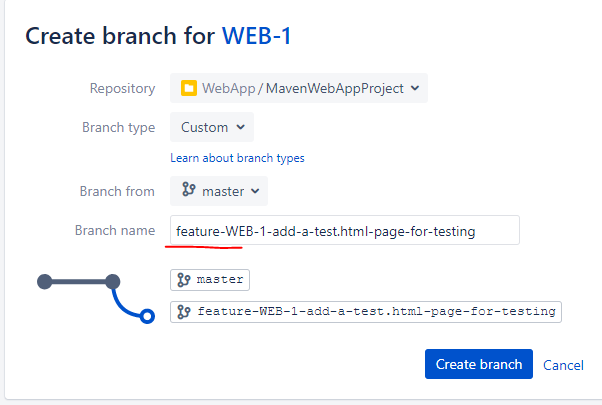 Create branch for WEB-1
Repository WebApp / MavenWebAppProject
Branch type Custom
Learn about branch types
Branch from master
Branch name feature-WEB-1-add-a-test.html-page-for-testing
master
feature-WEB-1-add-a-test.html-page-for-testing
Create branch Cancel